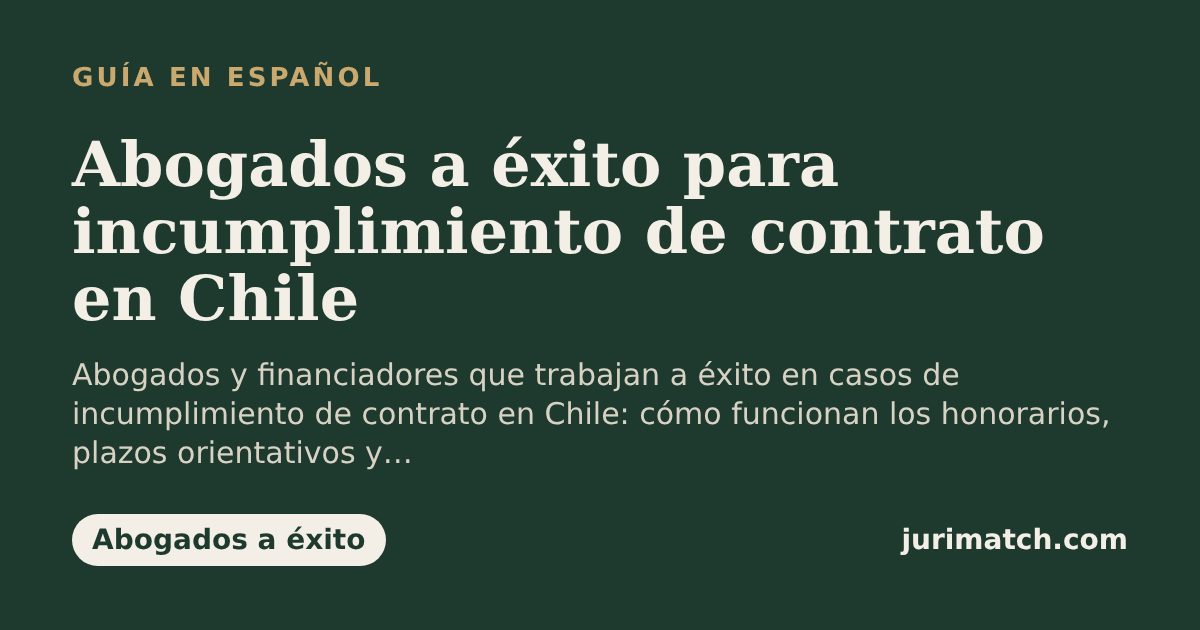 GUÍA EN ESPAÑOL
Abogados a éxito para
incumplimiento de contrato
en Chile
Abogados y financiadores que trabajan a éxito en casos de
incumplimiento de contrato en Chile: cómo funcionan los honorarios,
plazos orientativos y…
Abogados a éxito
jurimatch.com